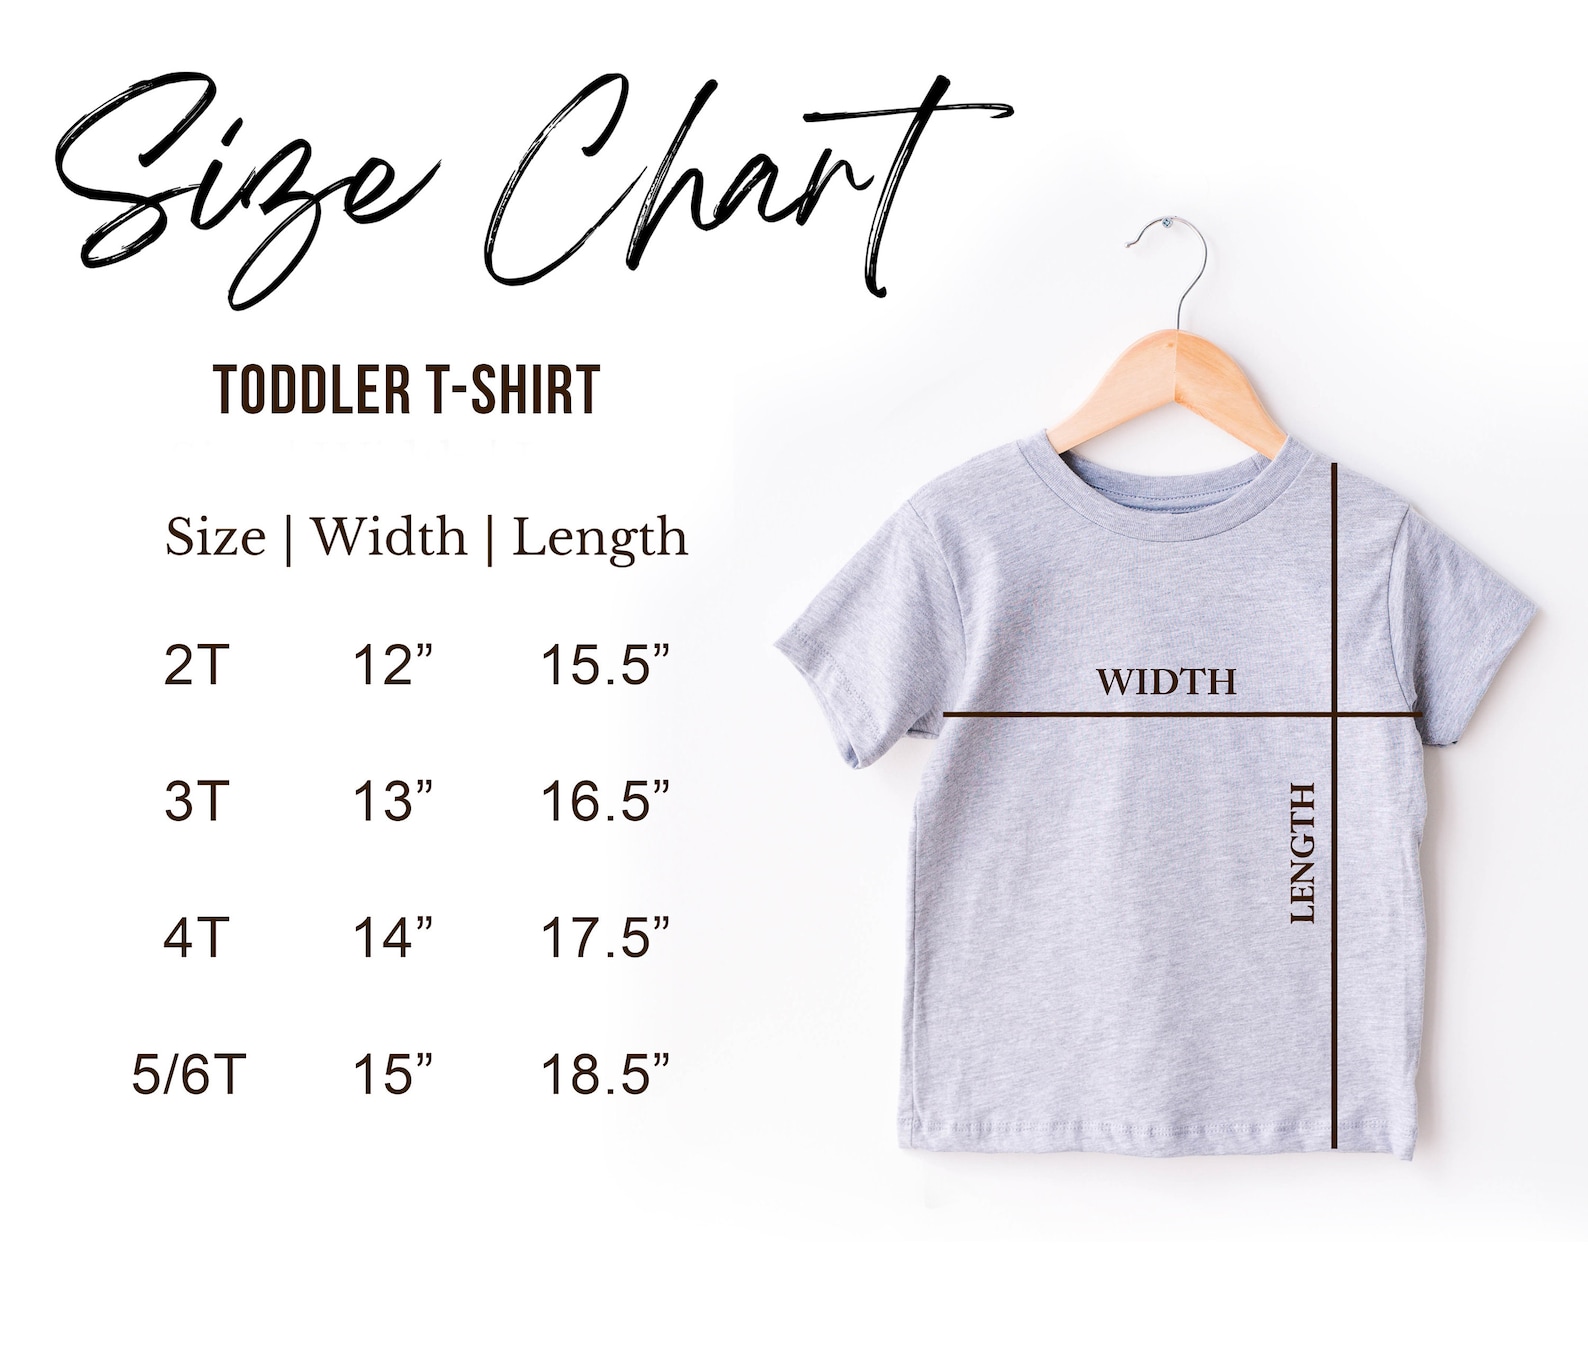 Size Chart
TODDLER T-SHIRT
Size | Width | Length
2T 12” 15.5”
3T 13” 16.5”
4T 14” 17.5”
5/6T 15” 18.5”
WIDTH
LENGTH